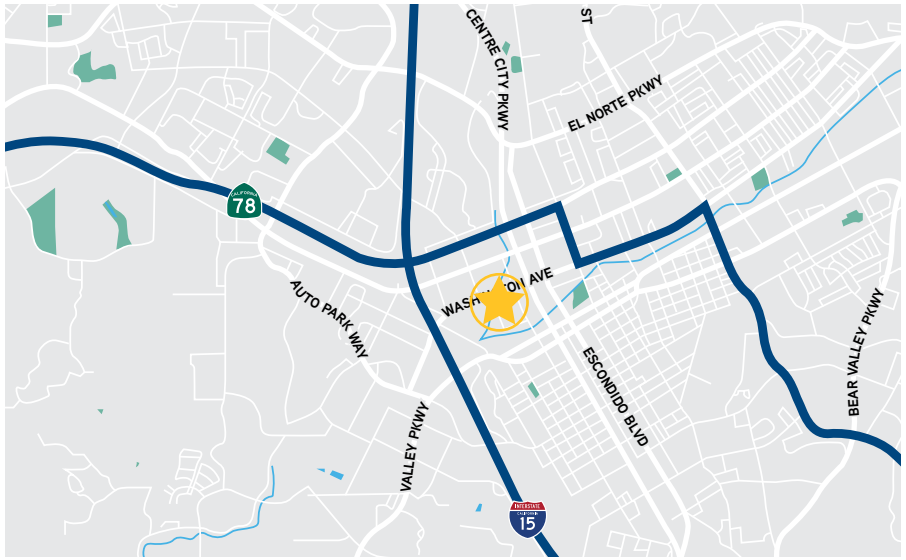 CENTRE CITY PKWY
ST
EL NORTE PKWY
CALIFORNIA
78
WASH TON AVE
AUTO PARK WAY
ESCONDIDO BLVD
BEAR VALLEY PKWY
VALLEY PKWY
INTERSTATE
CALIFORNIA
15